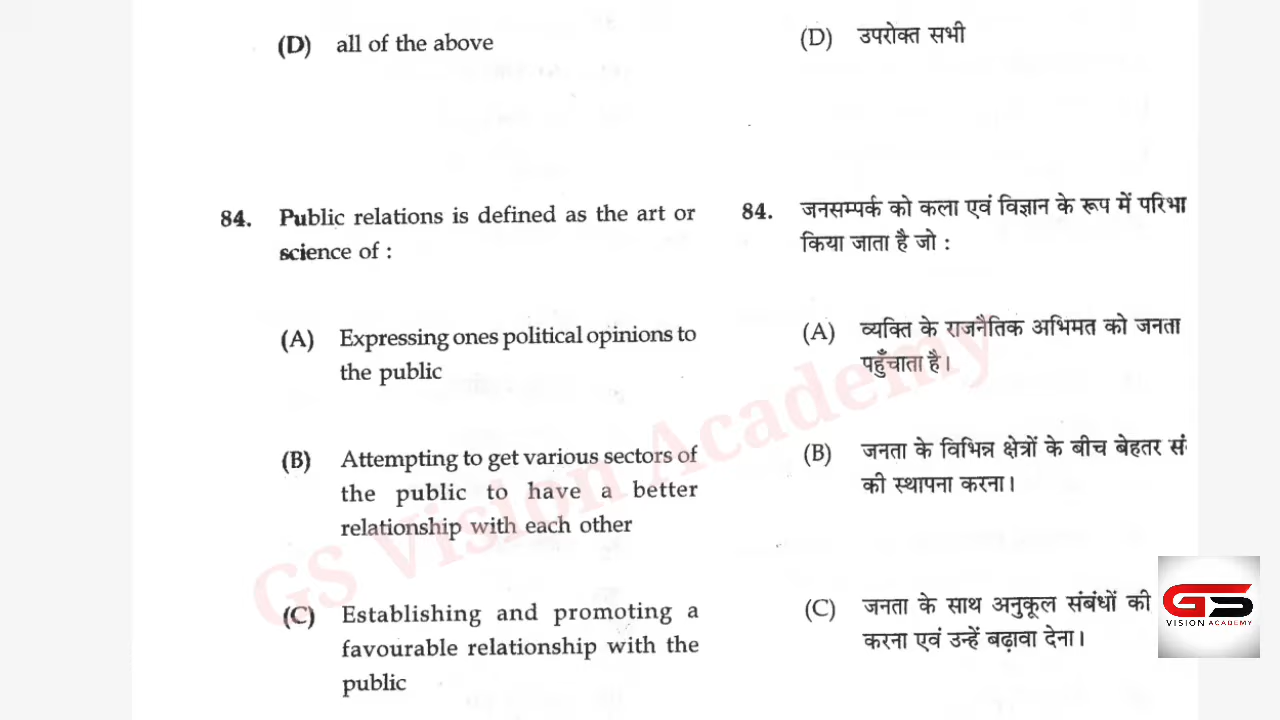 (D) all of the above
84. Public relations is defined as the art or
science of :
(A) Expressing ones political opinions to
the public
(B) Attempting to get various sectors of
the public to have a better
relationship with each other
(C) Establishing and promoting a
favourable relationship with the
public
(D) उपरोक्त सभी
84. जनसम्पर्क को कला एवं विज्ञान के रूप में परिभा
किया जाता है जो :
(A) व्यक्ति के राजनैतिक अभिमत को जनता
पहुँचाता है।
(B) जनता के विभिन्न क्षेत्रों के बीच बेहतर सं
की स्थापना करना।
(C) जनता के साथ अनुकूल संबंधों की
करना एवं उन्हें बढ़ावा देना।
GS Vision Academy
GS
VISION ACADEMY